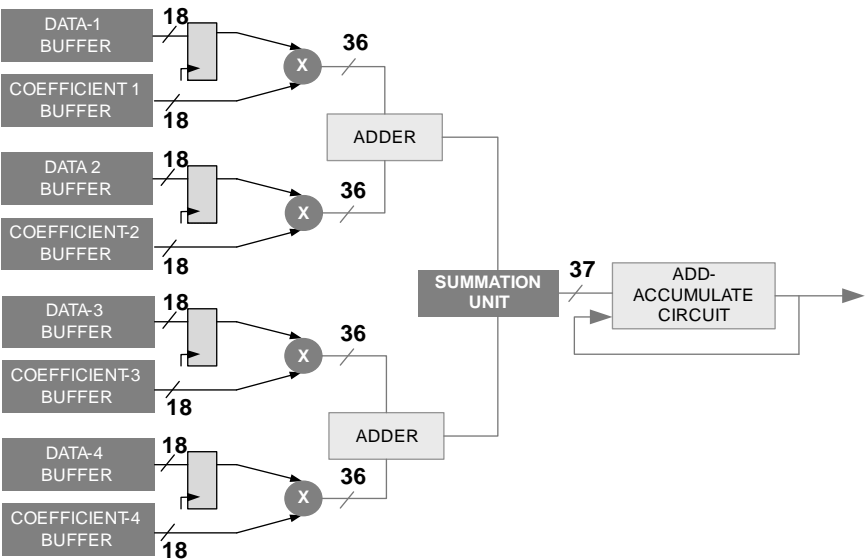 DATA-1
BUFFER
18
COEFFICIENT 1
BUFFER
18
X
36
ADDER
DATA 2
BUFFER
18
COEFFICIENT-2
BUFFER
18
X
36
SUMMATION
UNIT
37
ADD-
ACCUMULATE
CIRCUIT
DATA-3
BUFFER
18
COEFFICIENT-3
BUFFER
18
X
36
ADDER
DATA-4
BUFFER
18
COEFFICIENT-4
BUFFER
18
X
36